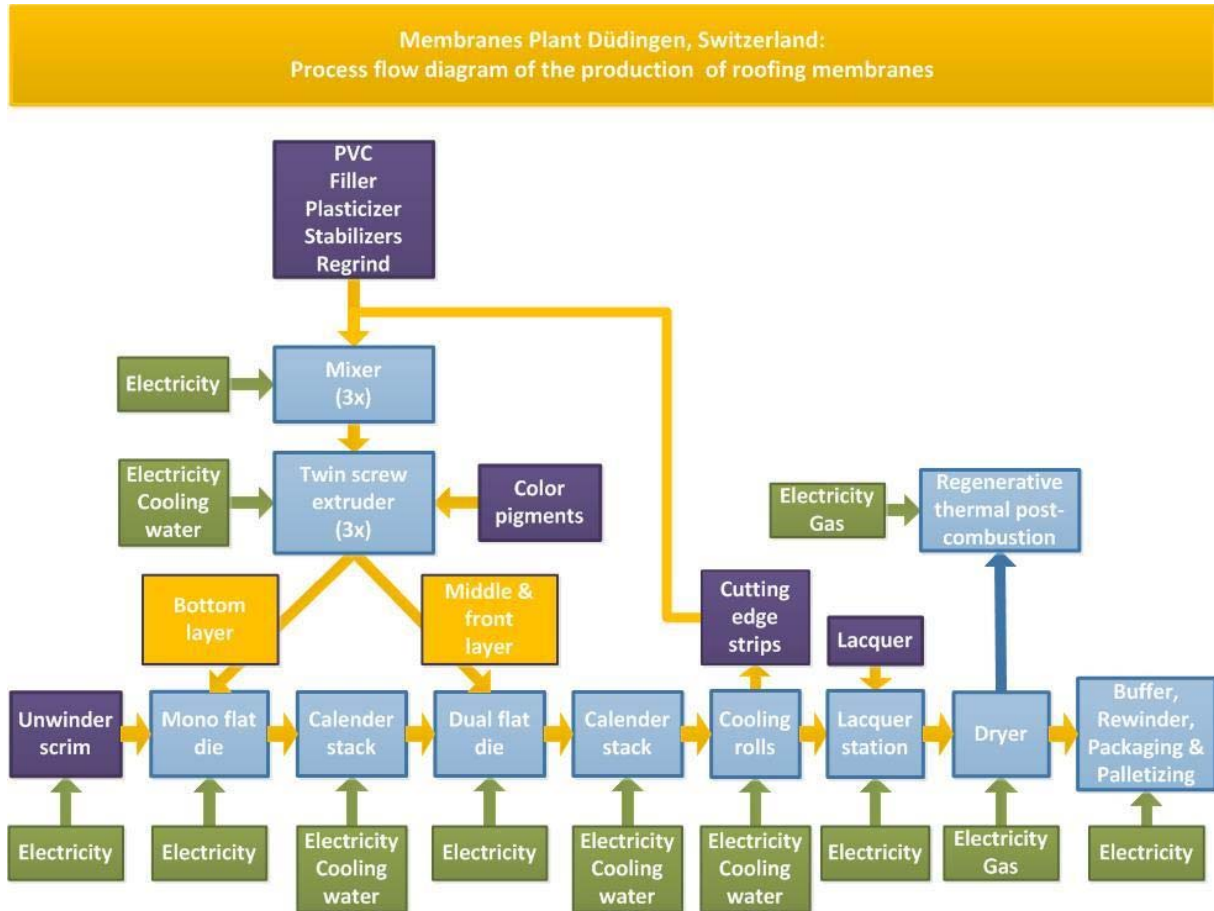 Membranes Plant Düdingen, Switzerland:
Process flow diagram of the production of roofing membranes
PVC
Filler
Plasticizer
Stabilizers
Regrind
Electricity
Mixer
(3x)
Electricity
Cooling
water
Twin screw
extruder
(3x)
Color
pigments
Electricity
Gas
Regenerative
thermal post-
combustion
Bottom
layer
Middle &
front
layer
Cutting
edge
strips
Lacquer
Unwinder
scrim
Mono flat
die
Calender
stack
Dual flat
die
Calender
stack
Cooling
rolls
Lacquer
station
Dryer
Buffer,
Rewinder,
Packaging &
Palletizing
Electricity
Electricity
Electricity
Cooling
water
Electricity
Electricity
Cooling
water
Electricity
Cooling
water
Electricity
Electricity
Gas
Electricity